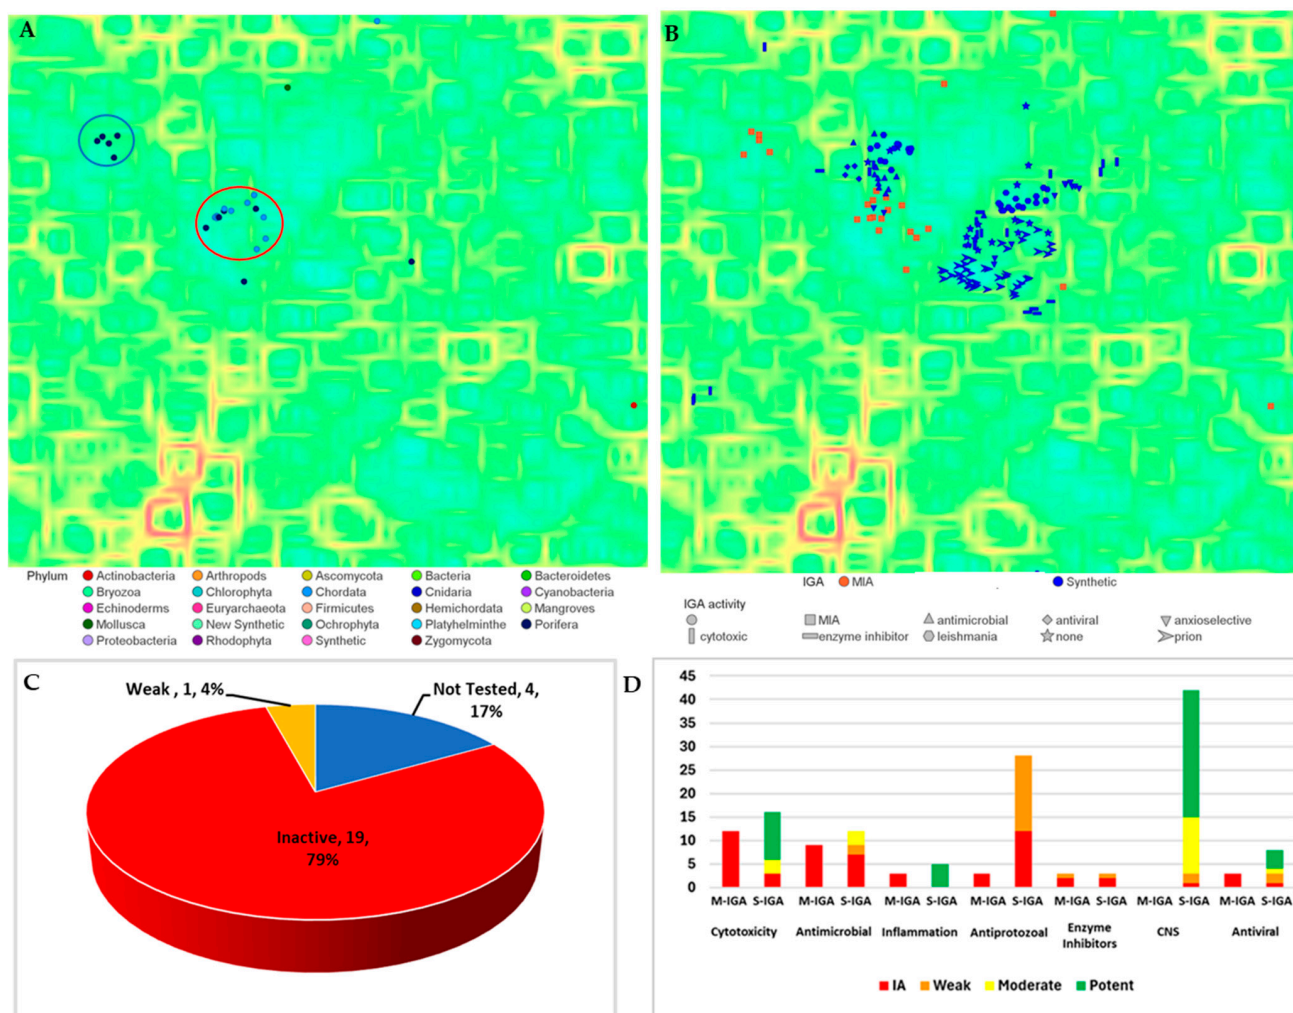 A
B
Phylum Actinobacteria Arthropods Ascomycota Bacteria Bacteroidetes
Bryozoa Chlorophyta Chordata Cnidaria Cyanobacteria
Echinoderms Euryarchaeota Firmicutes Hemichordata Mangroves
Mollusca New Synthetic Ochrophyta Platyhelminthe Porifera
Proteobacteria Rhodophyta Synthetic Zygomycota
IGA MIA Synthetic
IGA activity
MIA antimicrobial antiviral anxioselective
cytotoxic enzyme inhibitor leishmania none prion
C
Weak , 1, 4%
Not Tested, 4,
17%
Inactive, 19,
79%
D
45
40
35
30
25
20
15
10
5
0
M-IGA S-IGA M-IGA S-IGA M-IGA S-IGA M-IGA S-IGA M-IGA S-IGA M-IGA S-IGA M-IGA S-IGA
Cytotoxicity Antimicrobial Inflammation Antiprotozoal Enzyme Inhibitors CNS Antiviral
IA Weak Moderate Potent